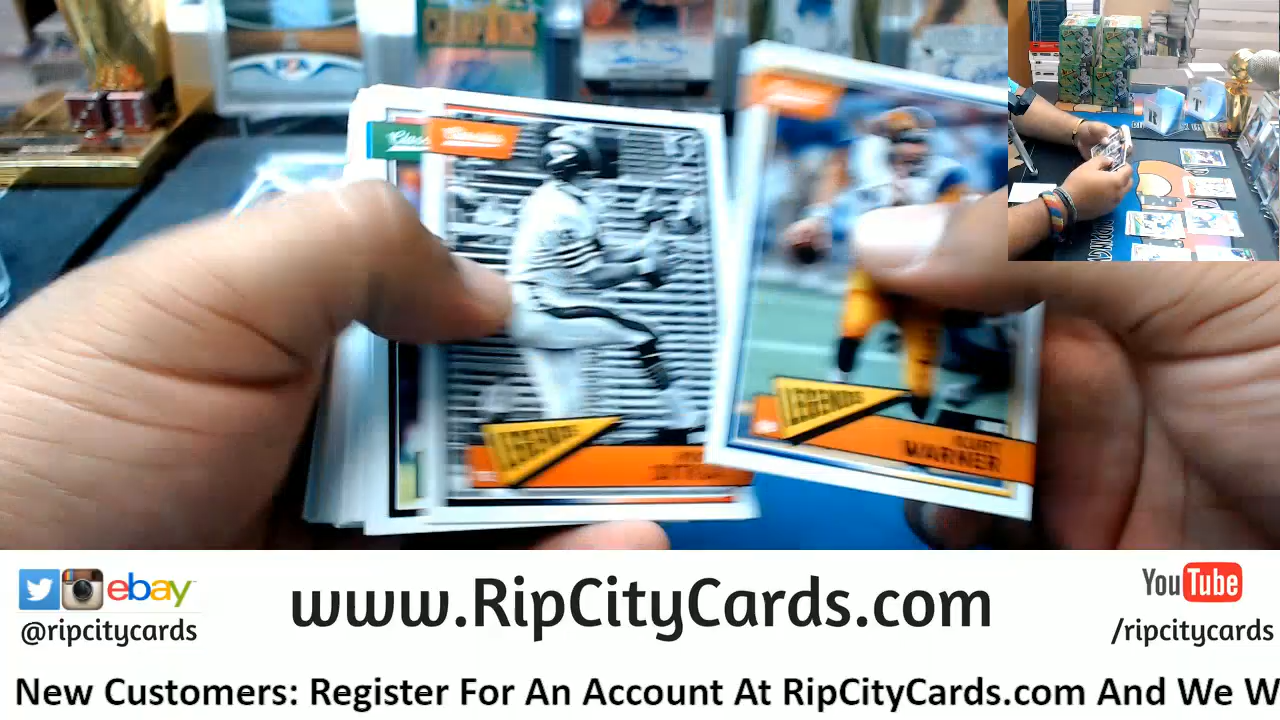 Classics
LEGENDS
LEGENDS
KURT
WARNER
ebay
@ripcitycards
www.RipCityCards.com
YouTube
/ripcitycards
New Customers: Register For An Account At RipCityCards.com And We W